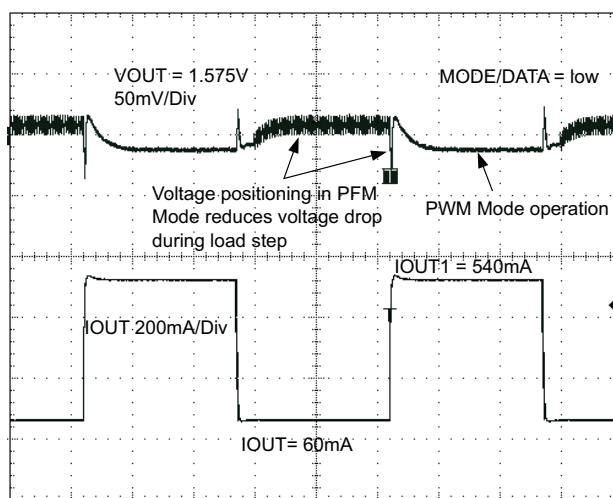 VOUT = 1.575V
50mV/Div
MODE/DATA = low
Voltage positioning in PFM
Mode reduces voltage drop
during load step
PWM Mode operation
IOUT1 = 540mA
IOUT 200mA/Div
IOUT= 60mA